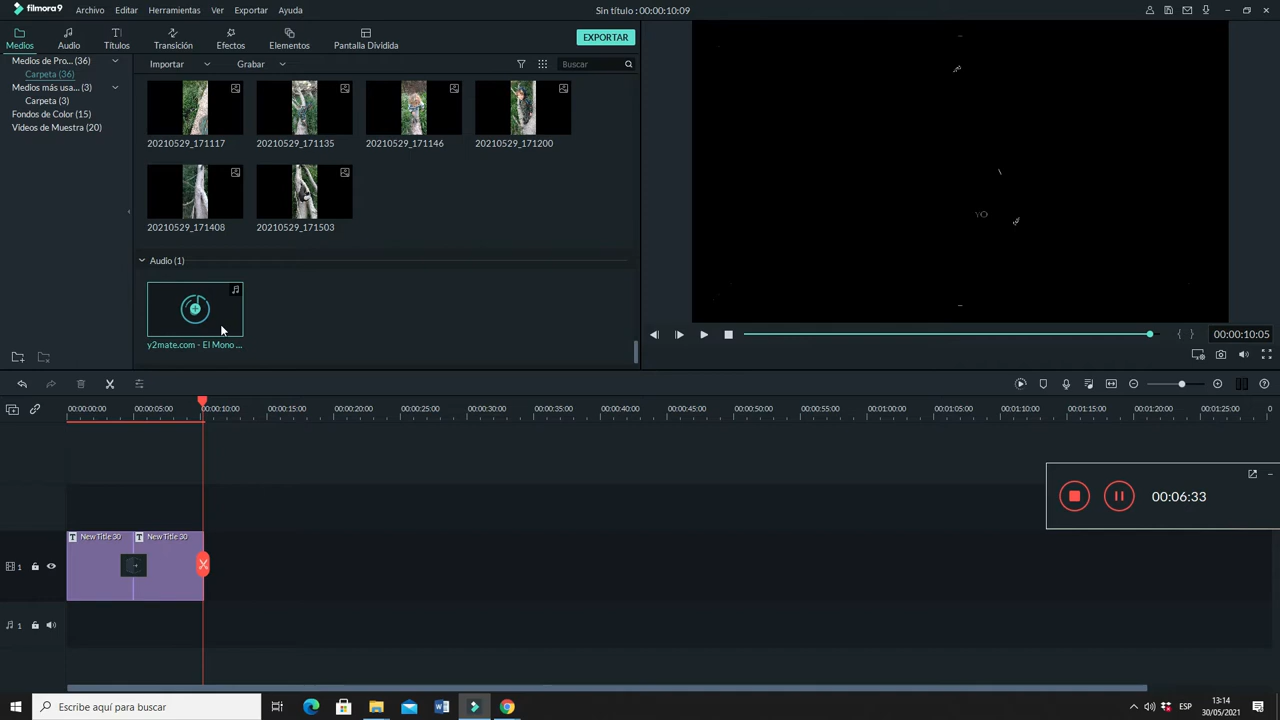 filmora9 Archivo Editar Herramientas Ver Exportar Ayuda Sin título : 00:00:10:09
Medios Audio Títulos Transición Efectos Elementos Pantalla Dividida EXPORTAR
Medios de Pro... (36) Importar Grabar Buscar
Carpeta (36)
Medios más usa... (3)
Carpeta (3)
Fondos de Color (15)
Videos de Muestra (20)
20210529_171117 20210529_171135 20210529_171146 20210529_171200
20210529_171408 20210529_171503
YO
Audio (1)
y2mate.com - El Mono ...
00:00:10:05
00:00:00:00 00:00:05:00 00:00:10:00 00:00:15:00 00:00:20:00 00:00:25:00 00:00:30:00 00:00:35:00 00:00:40:00 00:00:45:00 00:00:50:00 00:00:55:00 00:01:00:00 00:01:05:00 00:01:10:00 00:01:15:00 00:01:20:00 00:01:25:00 0
00:06:33
New Title 30 New Title 30
1
1
Escribe aquí para buscar
ESP
13:14
30/05/2021